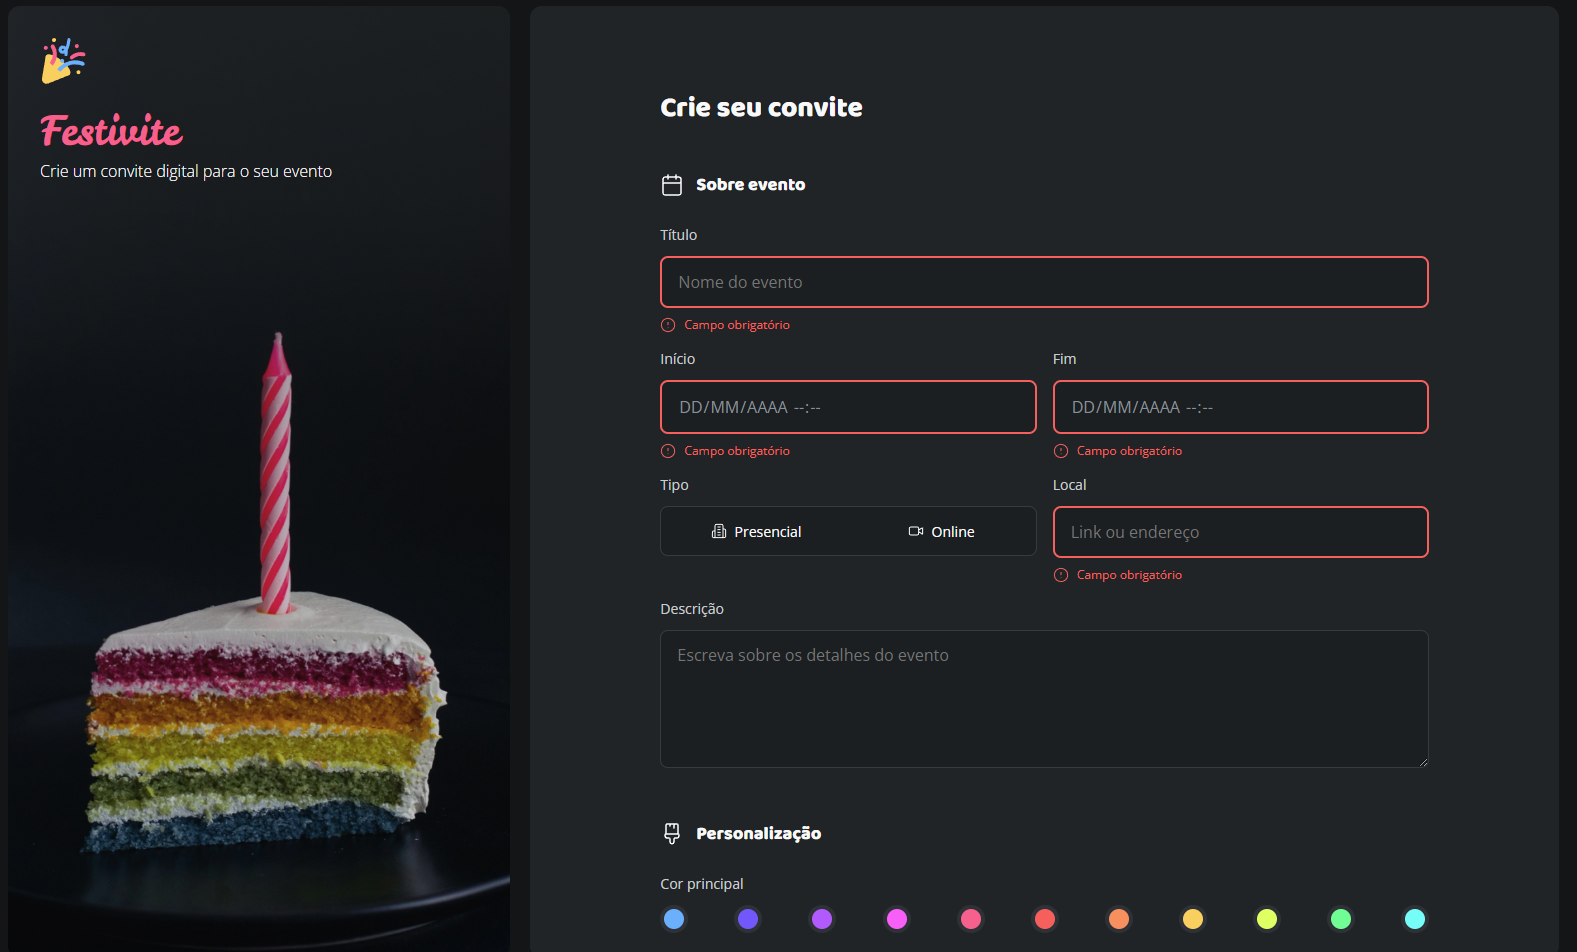 Festivite
Crie um convite digital para o seu evento
Crie seu convite
Sobre evento
Título
Nome do evento
Campo obrigatório
Início
Fim
DD/MM/AAAA --:--
DD/MM/AAAA --:--
Campo obrigatório
Campo obrigatório
Tipo
Local
Presencial
Online
Link ou endereço
Campo obrigatório
Descrição
Escreva sobre os detalhes do evento
Personalização
Cor principal